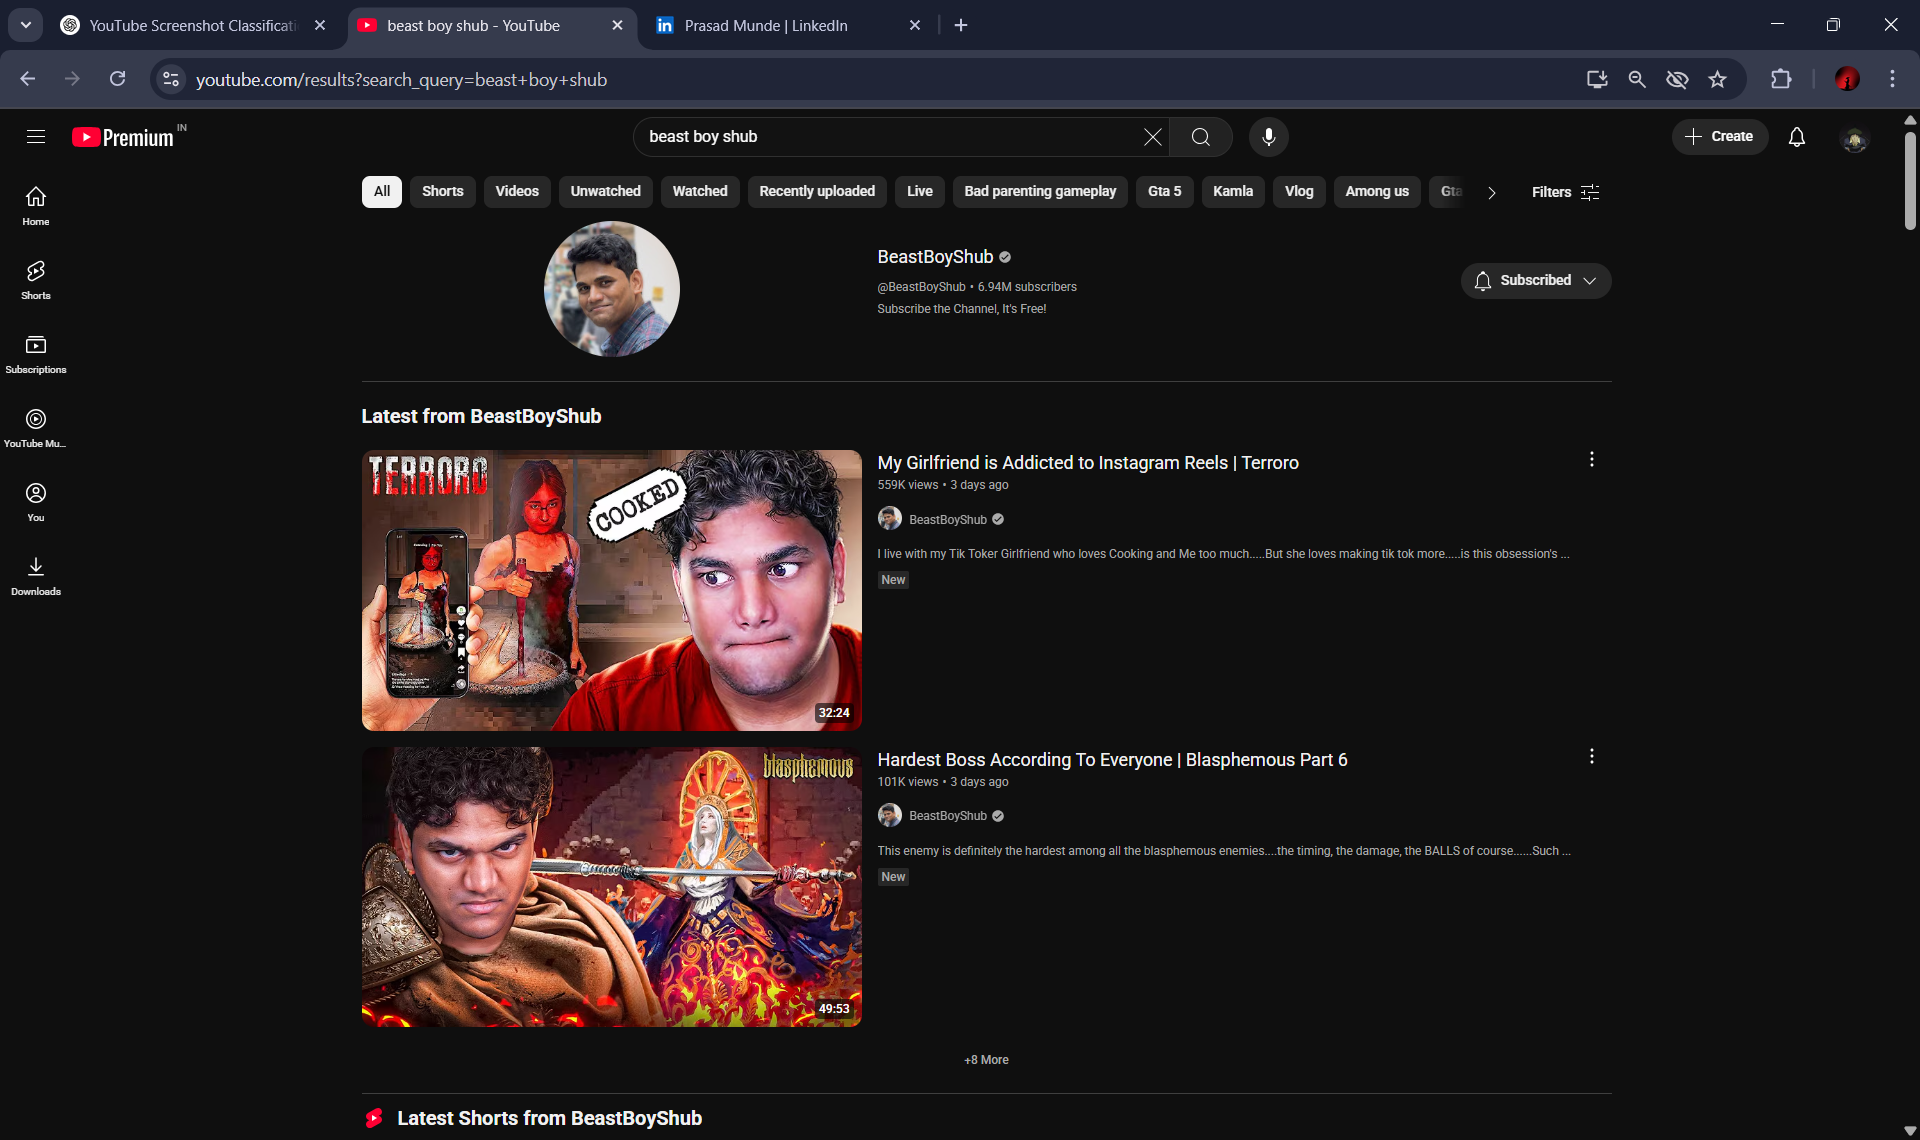 YouTube Screenshot Classificati
beast boy shub - YouTube
Prasad Munde | LinkedIn
youtube.com/results?search_query=beast+boy+shub
Premium IN
beast boy shub
Create
All
Shorts
Videos
Unwatched
Watched
Recently uploaded
Live
Bad parenting gameplay
Gta 5
Kamla
Vlog
Among us
Gta
Filters
Home
Shorts
Subscriptions
YouTube Mu...
You
Downloads
BeastBoyShub
@BeastBoyShub • 6.94M subscribers
Subscribe the Channel, It's Free!
Subscribed
Latest from BeastBoyShub
TERRORO
COOKED
32:24
My Girlfriend is Addicted to Instagram Reels | Terroro
559K views • 3 days ago
BeastBoyShub
I live with my Tik Toker Girlfriend who loves Cooking and Me too much.....But she loves making tik tok more.....is this obsession's ...
New
blasphemous
49:53
Hardest Boss According To Everyone | Blasphemous Part 6
101K views • 3 days ago
BeastBoyShub
This enemy is definitely the hardest among all the blasphemous enemies....the timing, the damage, the BALLS of course......Such ...
New
+8 More
Latest Shorts from BeastBoyShub